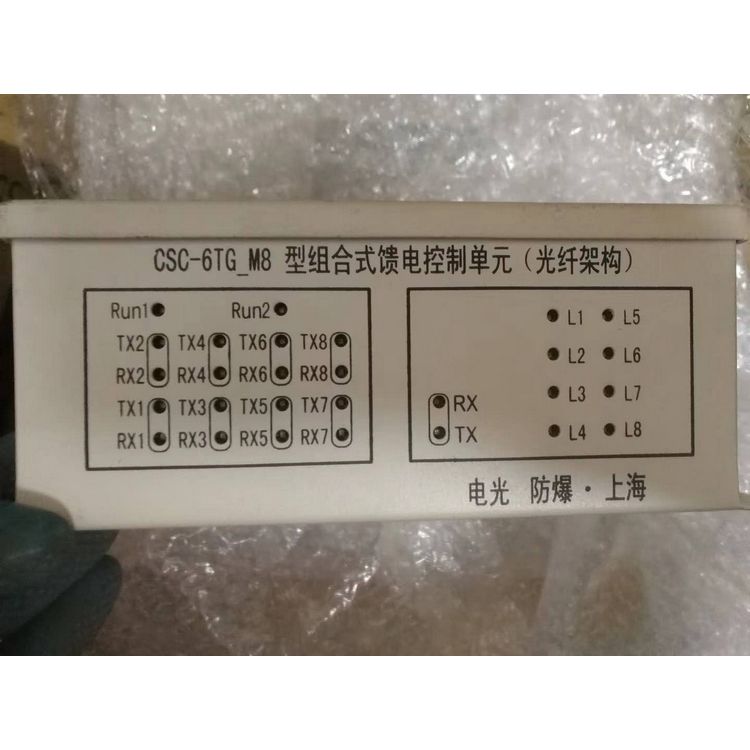 CSC-6TG_M8 型组合式馈电控制单元（光纤架构）
Run1 Run2
TX2 TX4 TX6 TX8
RX2 RX4 RX6 RX8
TX1 TX3 TX5 TX7
RX1 RX3 RX5 RX7
L1 L5
L2 L6
L3 L7
RX
TX
L4 L8
电光 防爆·上海